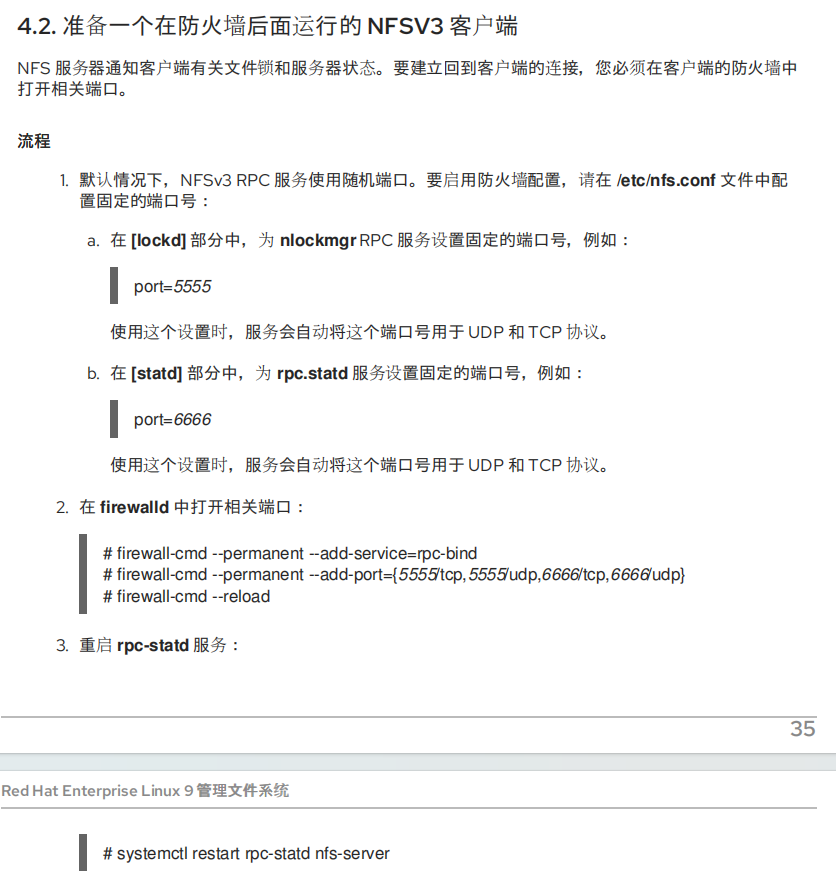 4.2. 准备一个在防火墙后面运行的 NFSV3 客户端
NFS 服务器通知客户端有关文件锁和服务器状态。要建立回到客户端的连接，您必须在客户端的防火墙中
打开相关端口。
流程
1. 默认情况下，NFSv3 RPC 服务使用随机端口。要启用防火墙配置，请在 /etc/nfs.conf 文件中配
置固定的端口号：
a. 在 [lockd] 部分中，为 nlockmgr RPC 服务设置固定的端口号，例如：
port=5555
使用这个设置时，服务会自动将这个端口号用于 UDP 和 TCP 协议。
b. 在 [statd] 部分中，为 rpc.statd 服务设置固定的端口号，例如：
port=6666
使用这个设置时，服务会自动将这个端口号用于 UDP 和 TCP 协议。
2. 在 firewalld 中打开相关端口：
# firewall-cmd --permanent --add-service=rpc-bind
# firewall-cmd --permanent --add-port={5555/tcp,5555/udp,6666/tcp,6666/udp}
# firewall-cmd --reload
3. 重启 rpc-statd 服务：
35
Red Hat Enterprise Linux 9 管理文件系统
# systemctl restart rpc-statd nfs-server